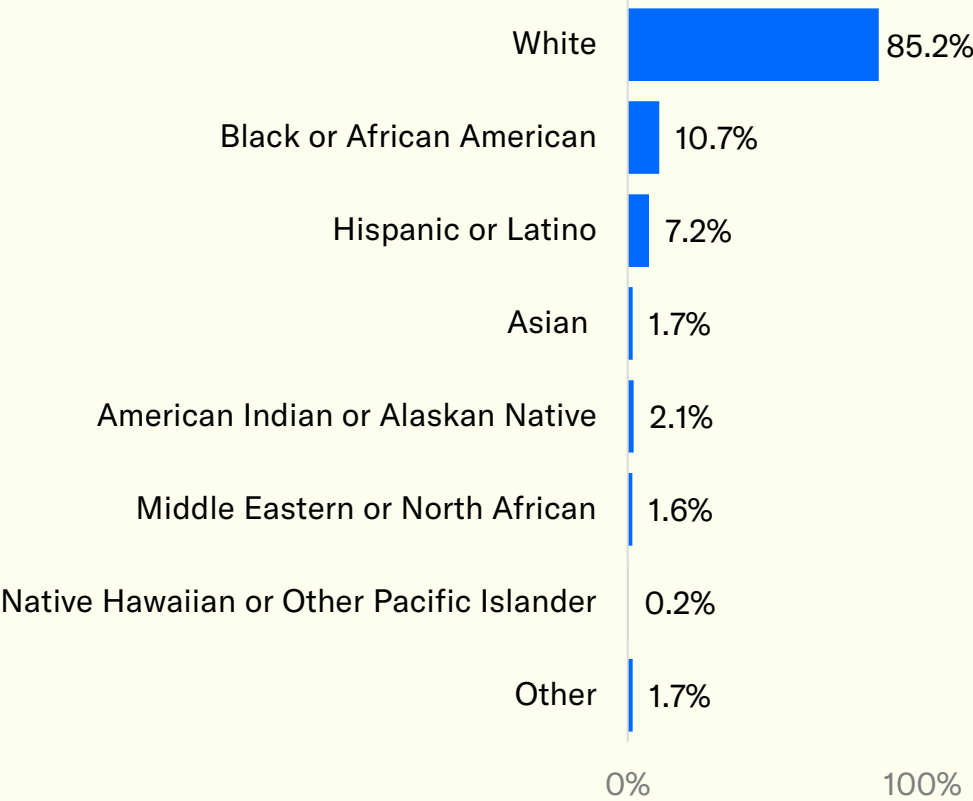 White 85.2%
Black or African American 10.7%
Hispanic or Latino 7.2%
Asian 1.7%
American Indian or Alaskan Native 2.1%
Middle Eastern or North African 1.6%
Native Hawaiian or Other Pacific Islander 0.2%
Other 1.7%
0% 100%